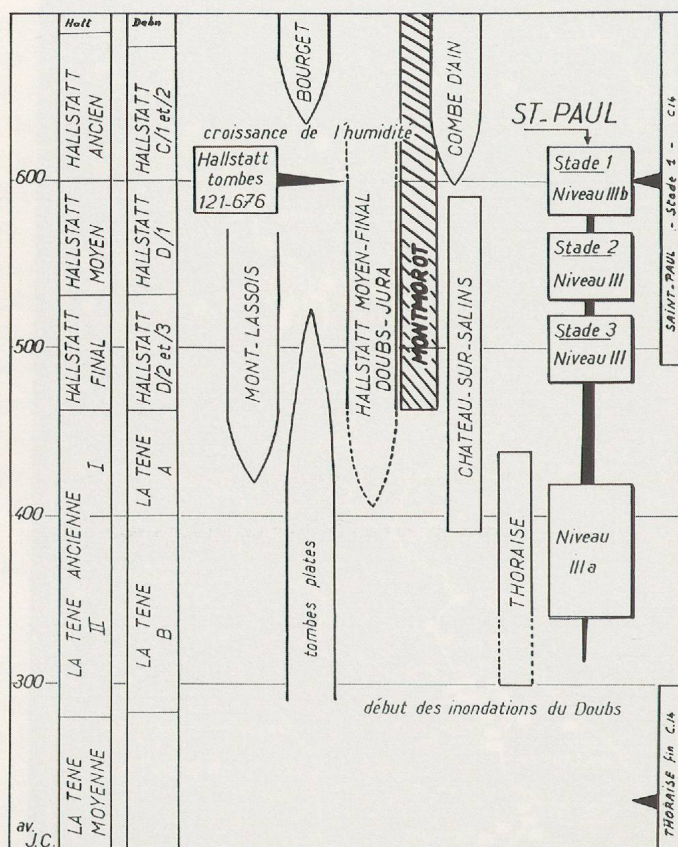 Hatt
Dehn
HALLSTATT
ANCIEN
HALLSTATT
C/1 et/2
HALLSTATT
MOYEN
HALLSTATT
D/1
HALLSTATT
FINAL
HALLSTATT
D/2 et/3
LA TENE ANCIENNE
I
II
LA TENE
A
LA TENE
B
LA TENE
MOYENNE
600
500
400
300
av.
J.C.
BOURGET
croissance de l'humidité
Hallstatt
tombes
121-676
MONT-LASSOIS
tombes plates
HALLSTATT MOYEN-FINAL
DOUBS-JURA
MONTMOROT
COMBE D'AIN
CHATEAU-SUR-SALINS
THORAISE
ST-PAUL
Stade 1
Niveau IIIb
Stade 2
Niveau III
Stade 3
Niveau III
Niveau
IIIa
début des inondations du Doubs
SAINT-PAUL .- Stade 1 - C14
THORAISE fin C.14